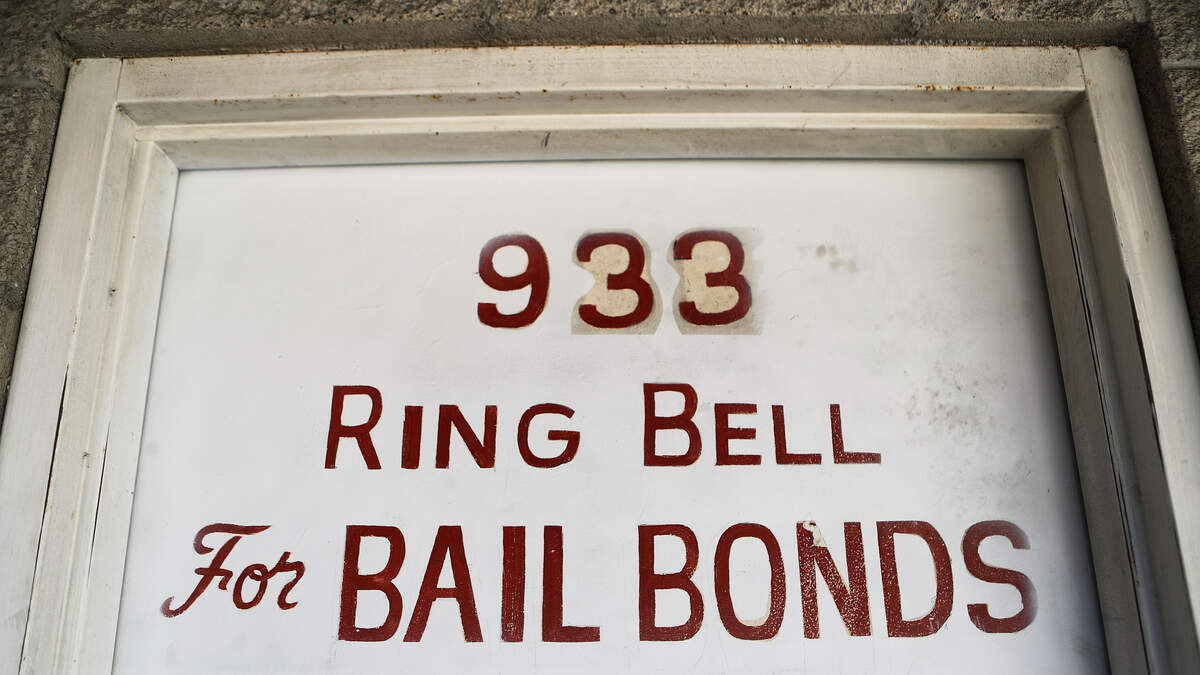 933
RING BELL
For BAIL BONDS